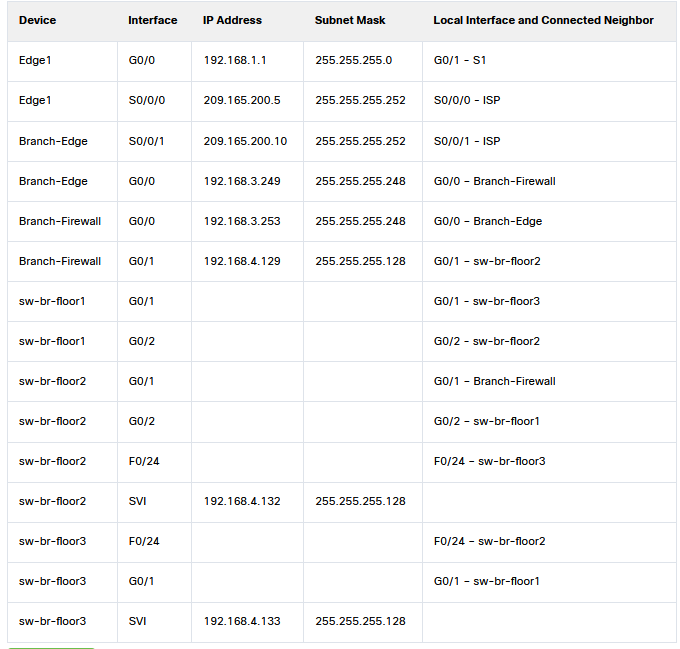 Device Interface IP Address Subnet Mask Local Interface and Connected Neighbor
Edge1 G0/0 192.168.1.1 255.255.255.0 G0/1 - S1
Edge1 S0/0/0 209.165.200.5 255.255.255.252 S0/0/0 - ISP
Branch-Edge S0/0/1 209.165.200.10 255.255.255.252 S0/0/1 - ISP
Branch-Edge G0/0 192.168.3.249 255.255.255.248 G0/0 - Branch-Firewall
Branch-Firewall G0/0 192.168.3.253 255.255.255.248 G0/0 - Branch-Edge
Branch-Firewall G0/1 192.168.4.129 255.255.255.128 G0/1 - sw-br-floor2
sw-br-floor1 G0/1 G0/1 - sw-br-floor3
sw-br-floor1 G0/2 G0/2 - sw-br-floor2
sw-br-floor2 G0/1 G0/1 - Branch-Firewall
sw-br-floor2 G0/2 G0/2 - sw-br-floor1
sw-br-floor2 F0/24 F0/24 - sw-br-floor3
sw-br-floor2 SVI 192.168.4.132 255.255.255.128
sw-br-floor3 F0/24 F0/24 - sw-br-floor2
sw-br-floor3 G0/1 G0/1 - sw-br-floor1
sw-br-floor3 SVI 192.168.4.133 255.255.255.128